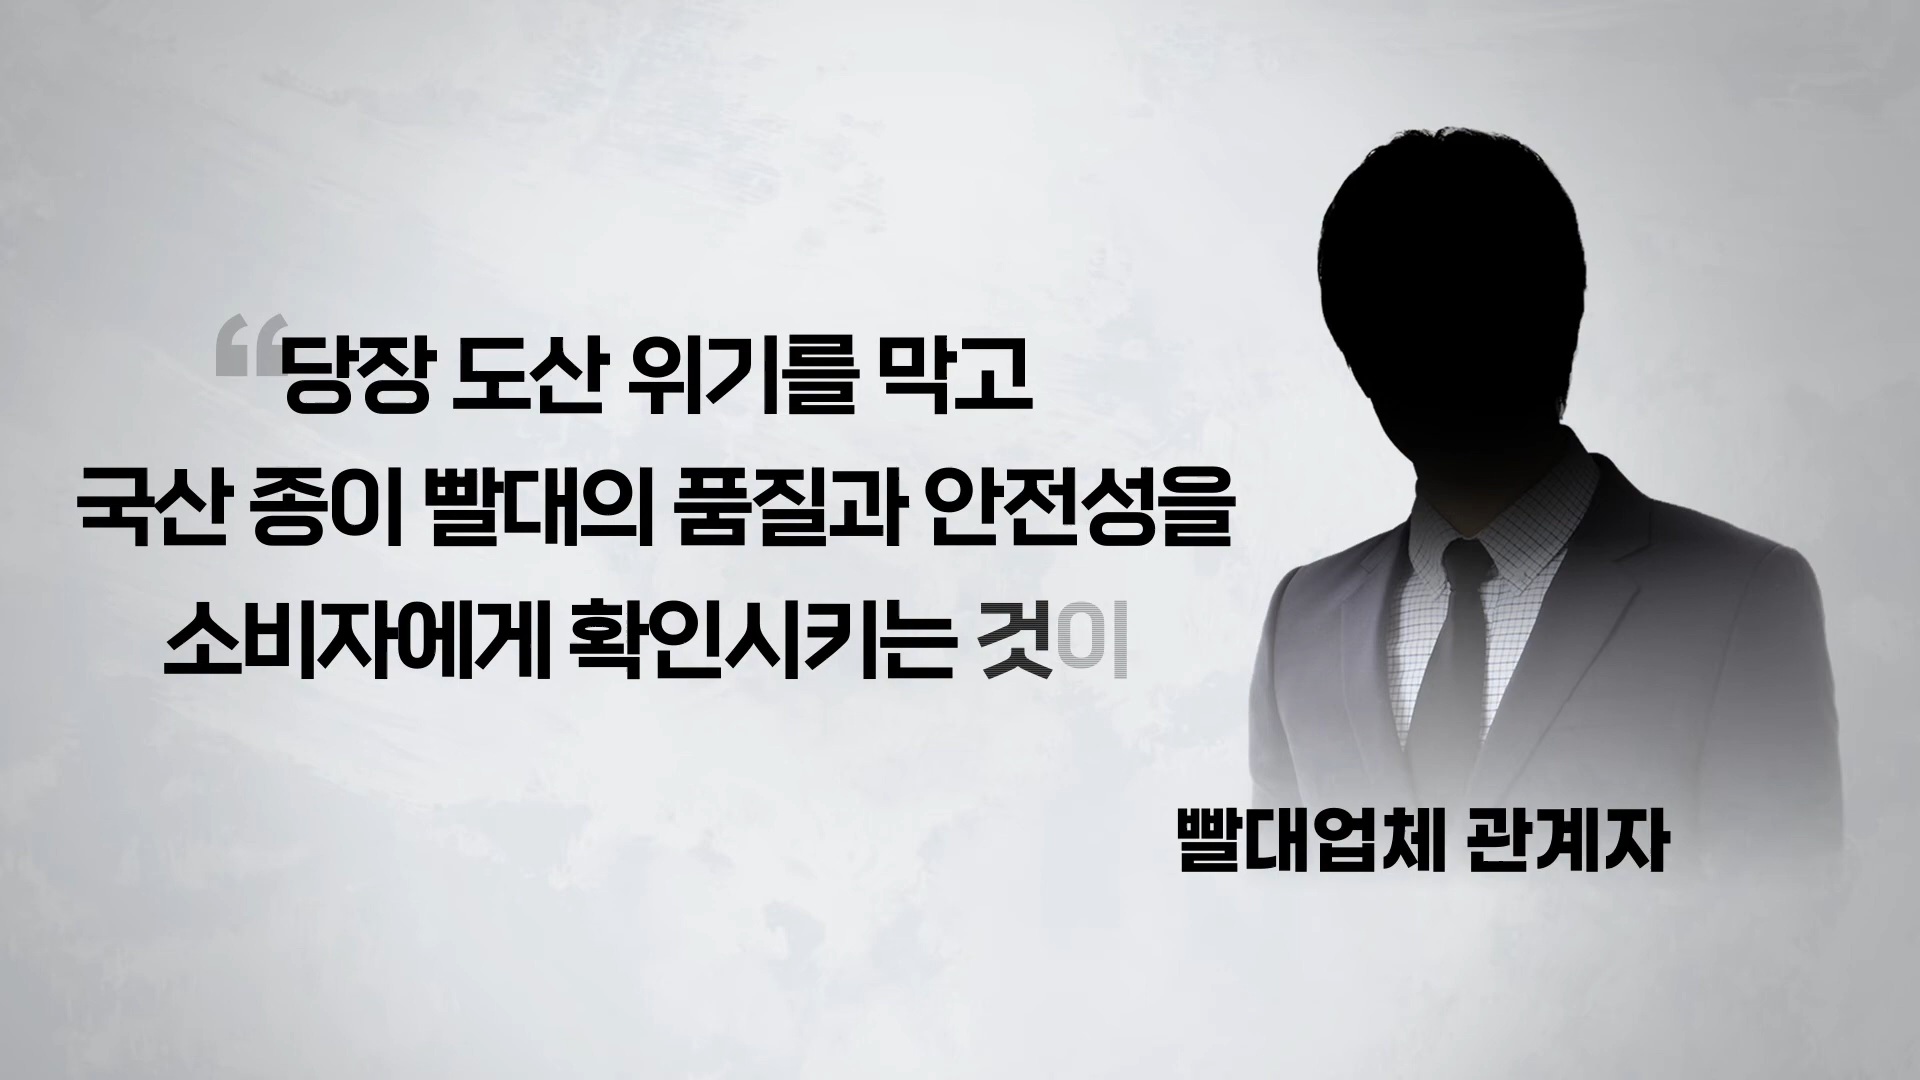 “당장 도산 위기를 막고
국산 종이 빨대의 품질과 안전성을
소비자에게 확인시키는 것이
빨대업체 관계자